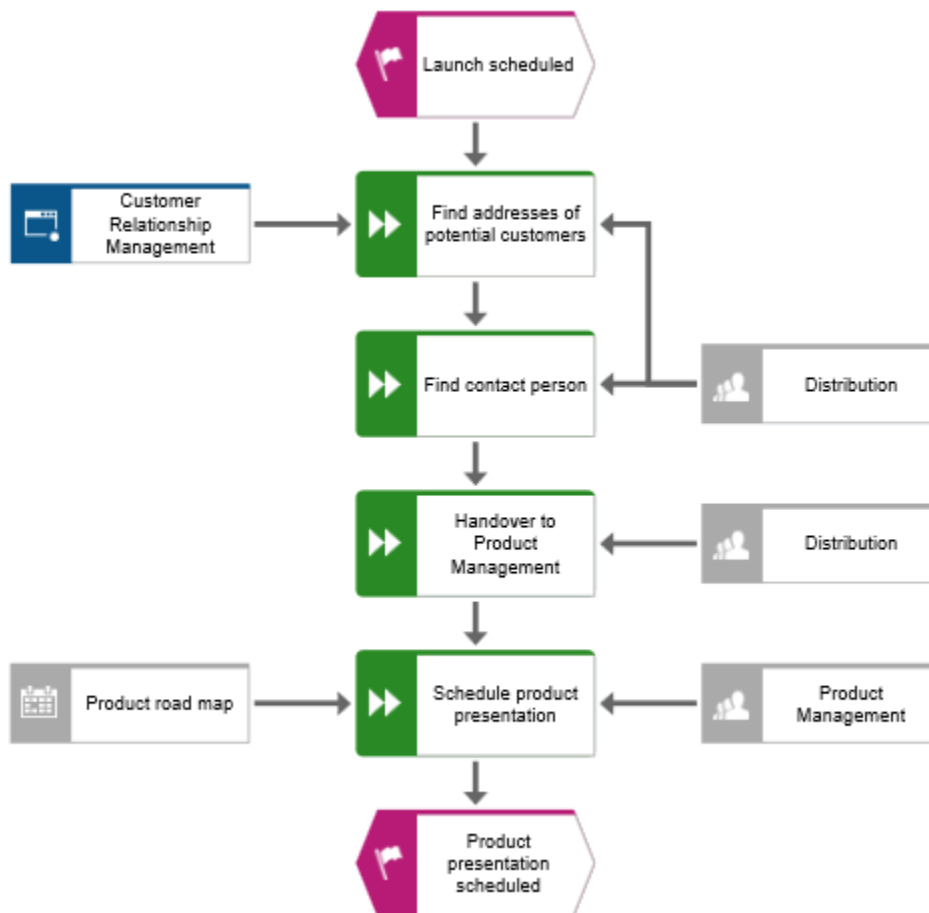 Launch scheduled
Customer
Relationship
Management
Find addresses of
potential customers
Find contact person
Distribution
Handover to
Product
Management
Distribution
Product road map
Schedule product
presentation
Product
Management
Product
presentation
scheduled